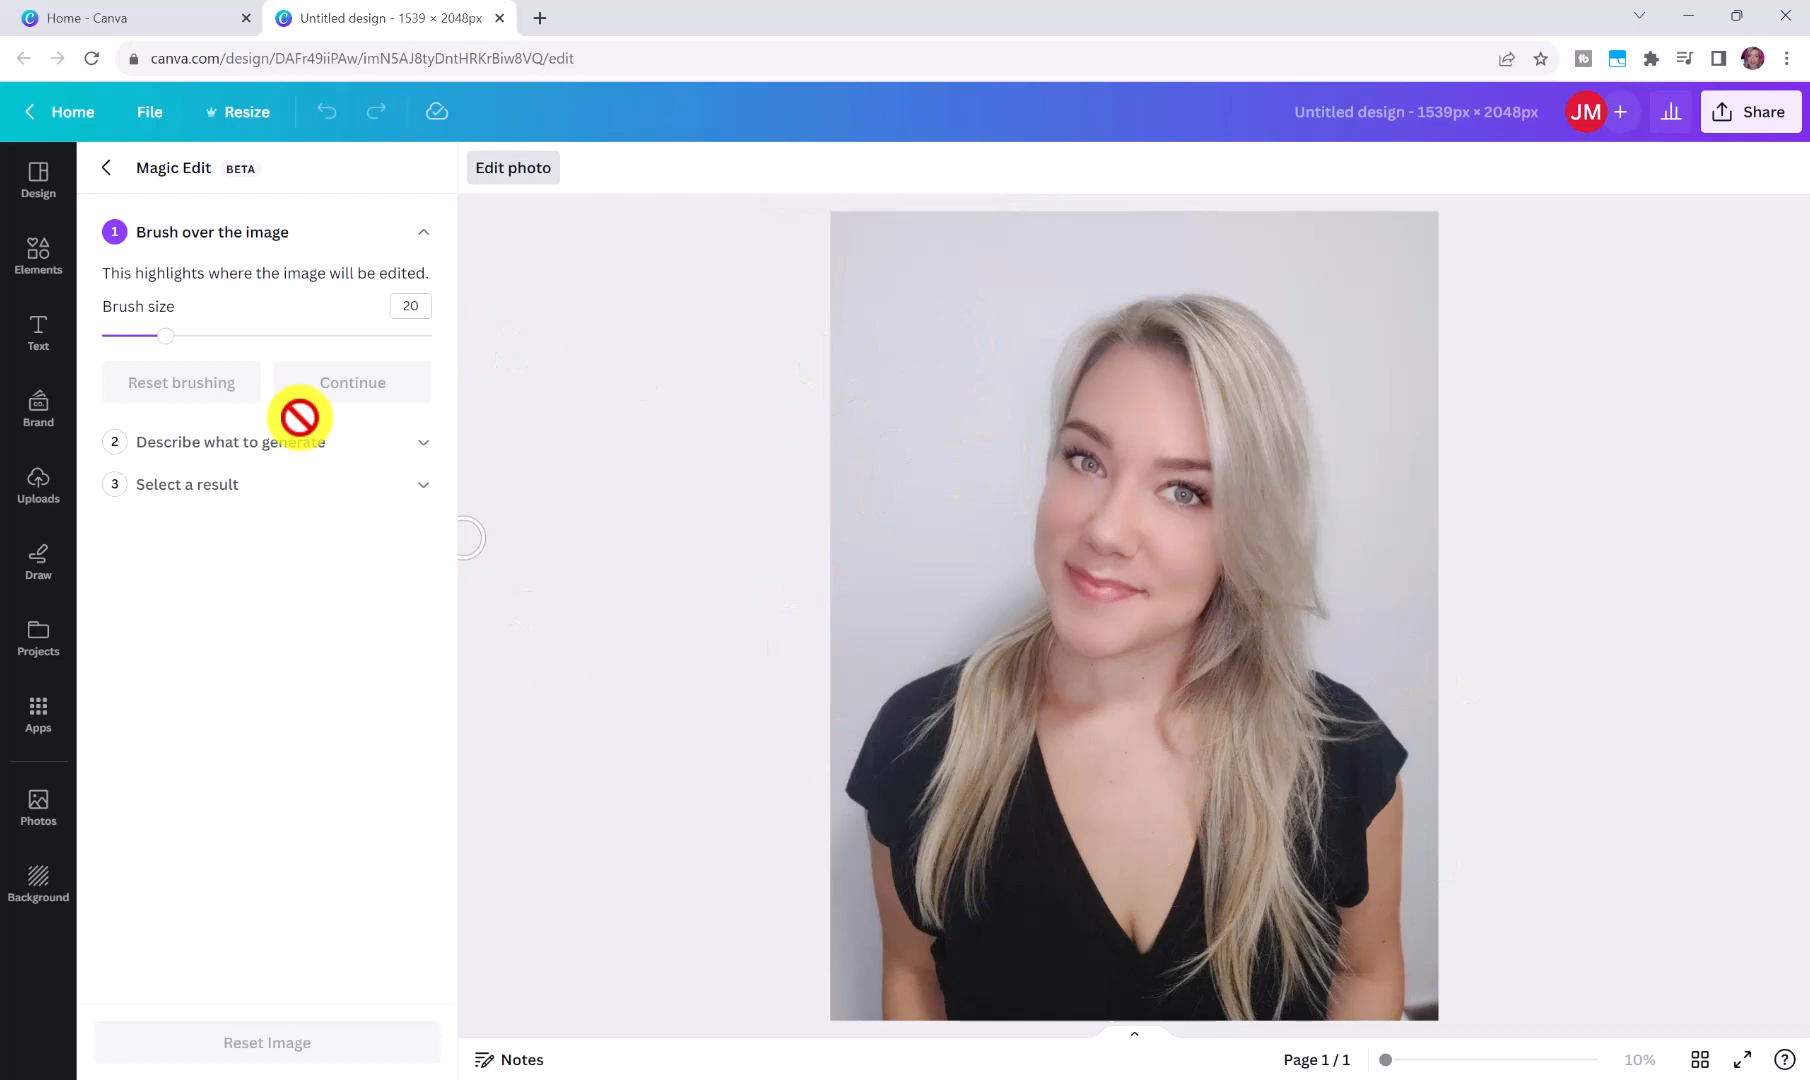 Home - Canva
Untitled design - 1539 × 2048px
canva.com/design/DAFr49iiPAw/imN5AJ8tyDntHRKrBiw8VQ/edit
Home
File
Resize
Untitled design - 1539px × 2048px
JM
Share
Design
Elements
Text
Brand
Uploads
Draw
Projects
Apps
Photos
Background
Magic Edit BETA
1 Brush over the image
This highlights where the image will be edited.
Brush size 20
Reset brushing Continue
2 Describe what to generate
3 Select a result
Reset Image
Edit photo
Notes
Page 1 / 1
10%